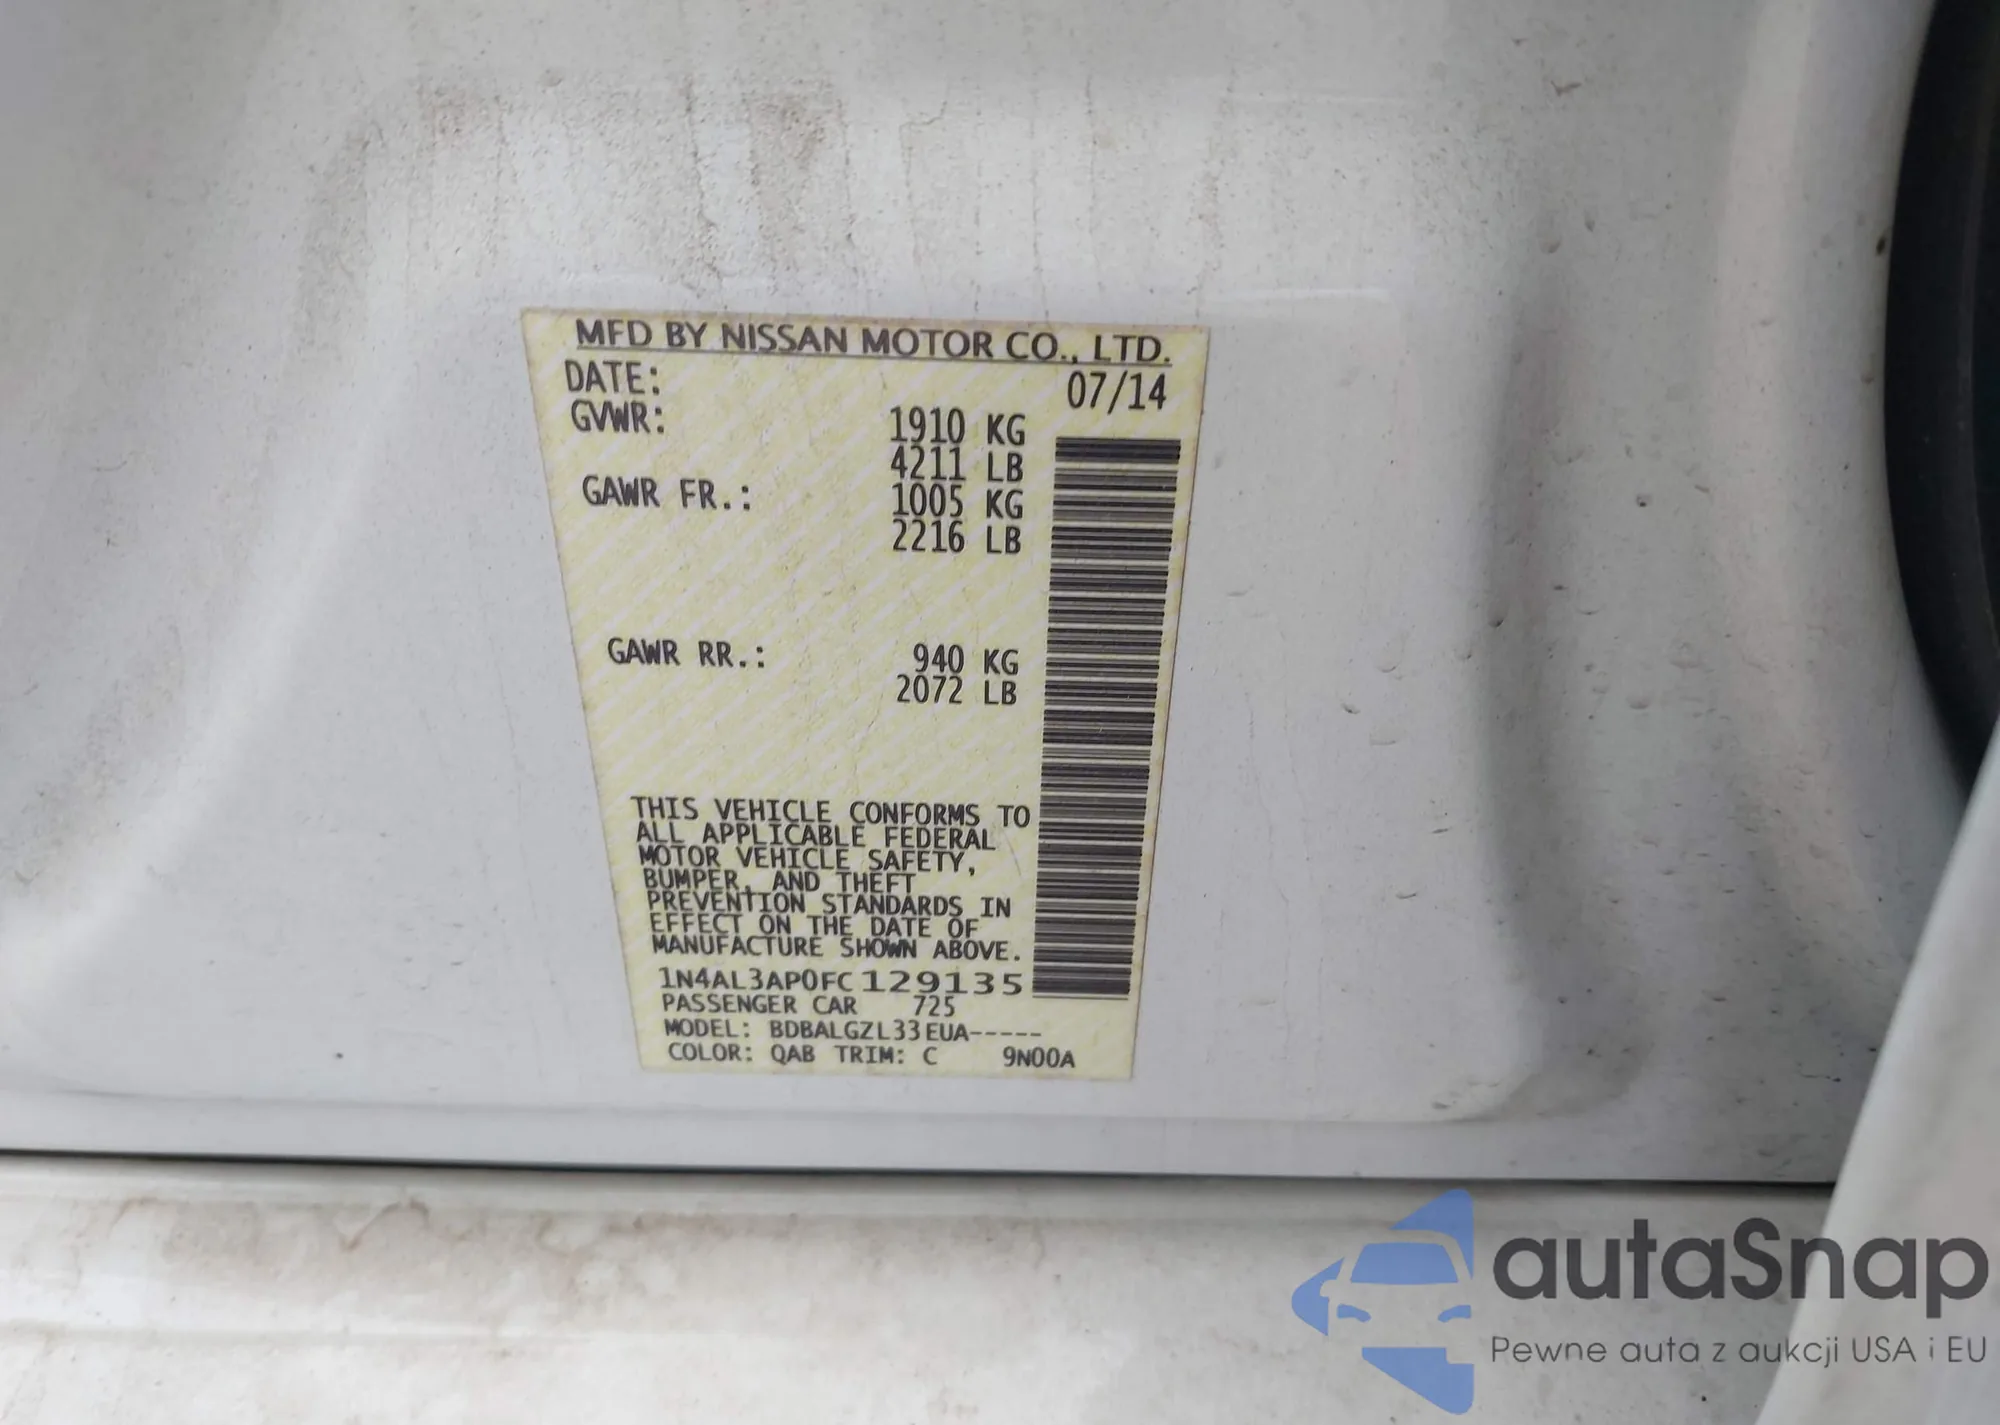 MFD BY NISSAN MOTOR CO., LTD.
DATE: 07/14
GVWR: 1910 KG
4211 LB
GAWR FR.: 1005 KG
2216 LB
GAWR RR.: 940 KG
2072 LB
THIS VEHICLE CONFORMS TO
ALL APPLICABLE FEDERAL
MOTOR VEHICLE SAFETY,
BUMPER, AND THEFT
PREVENTION STANDARDS IN
EFFECT ON THE DATE OF
MANUFACTURE SHOWN ABOVE.
1N4AL3AP0FC129135
PASSENGER CAR 725
MODEL: BDBALGZL33EUA-----
COLOR: QAB TRIM: C 9N00A
autaSnap
Pewne auta z aukcji USA i EU